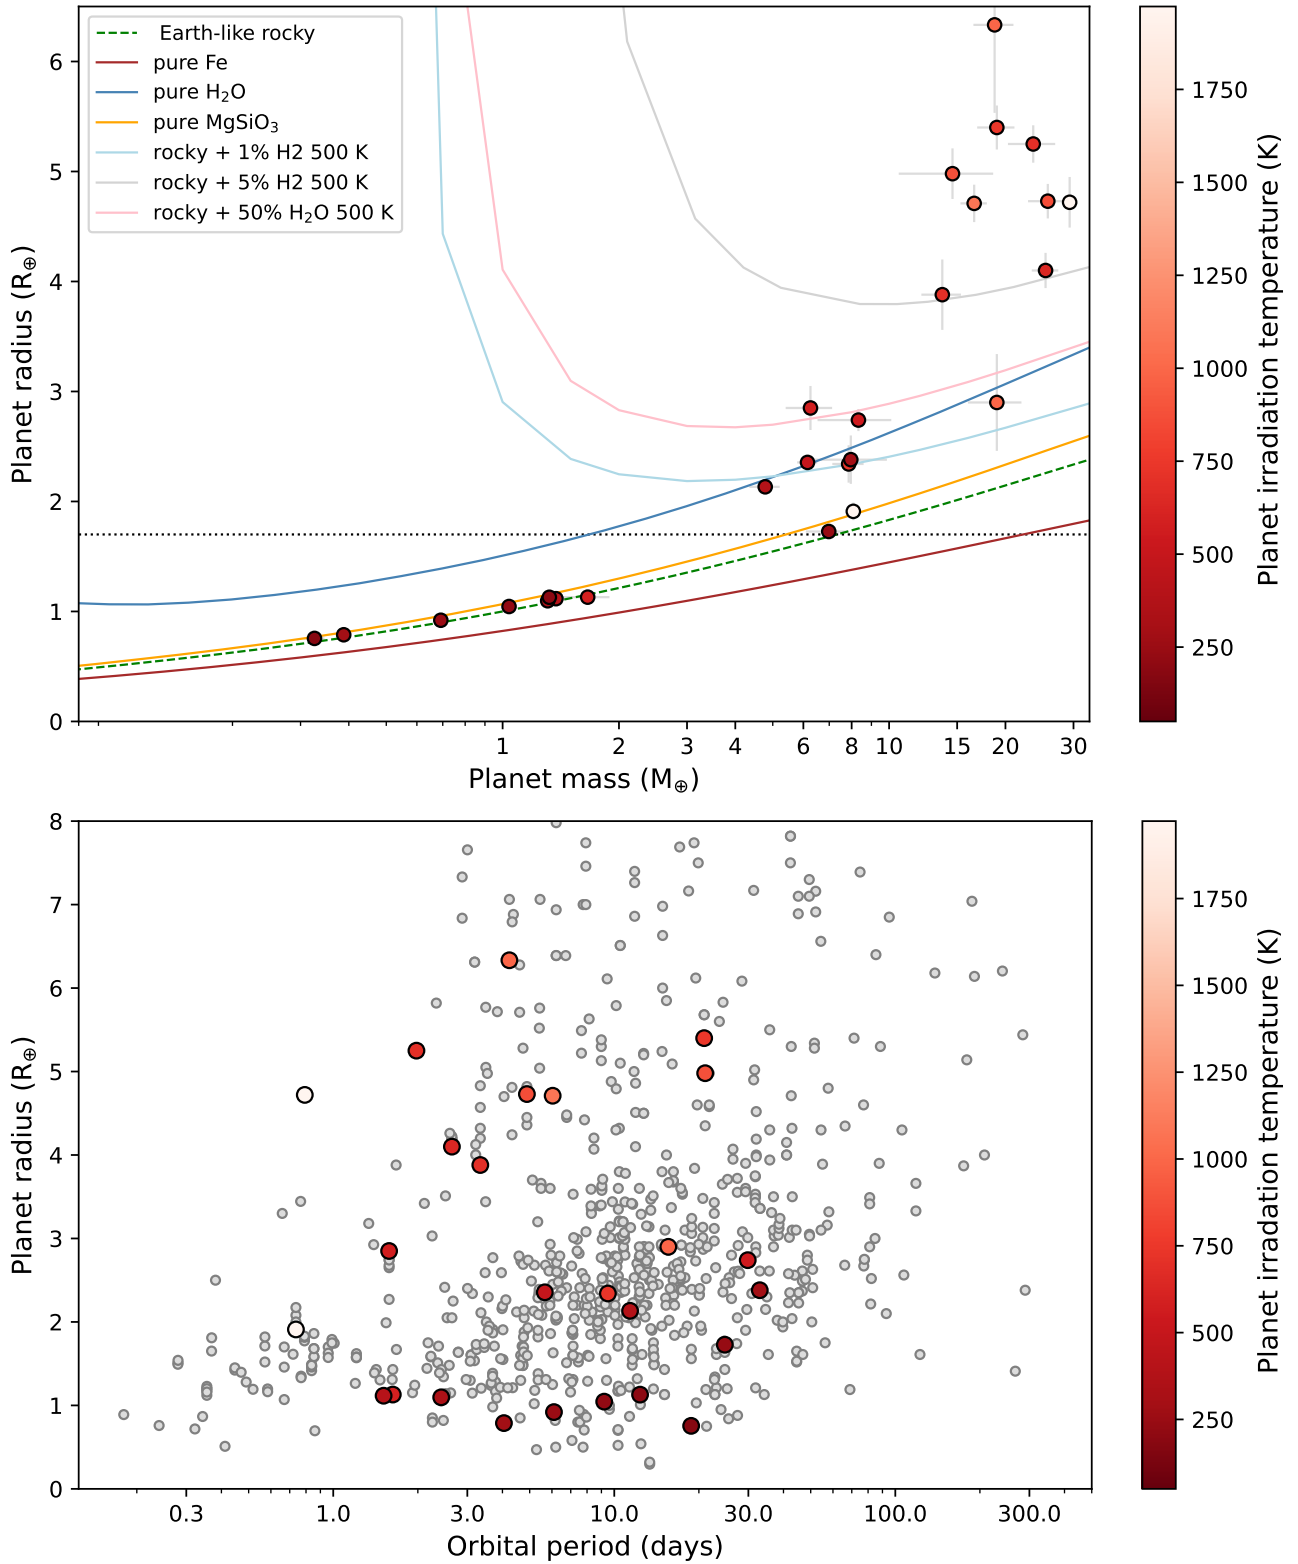 Earth-like rocky
pure Fe
pure H₂O
pure MgSiO₃
rocky + 1% H2 500 K
rocky + 5% H2 500 K
rocky + 50% H₂O 500 K
Planet radius (R⊕)
6
5
4
3
2
1
0
1 2 3 4 6 8 10 15 20 30
Planet mass (M⊕)
1750
1500
1250
1000
750
500
250
Planet irradiation temperature (K)
Planet radius (R⊕)
8
7
6
5
4
3
2
1
0
0.3 1.0 3.0 10.0 30.0 100.0 300.0
Orbital period (days)
1750
1500
1250
1000
750
500
250
Planet irradation temperature (K)